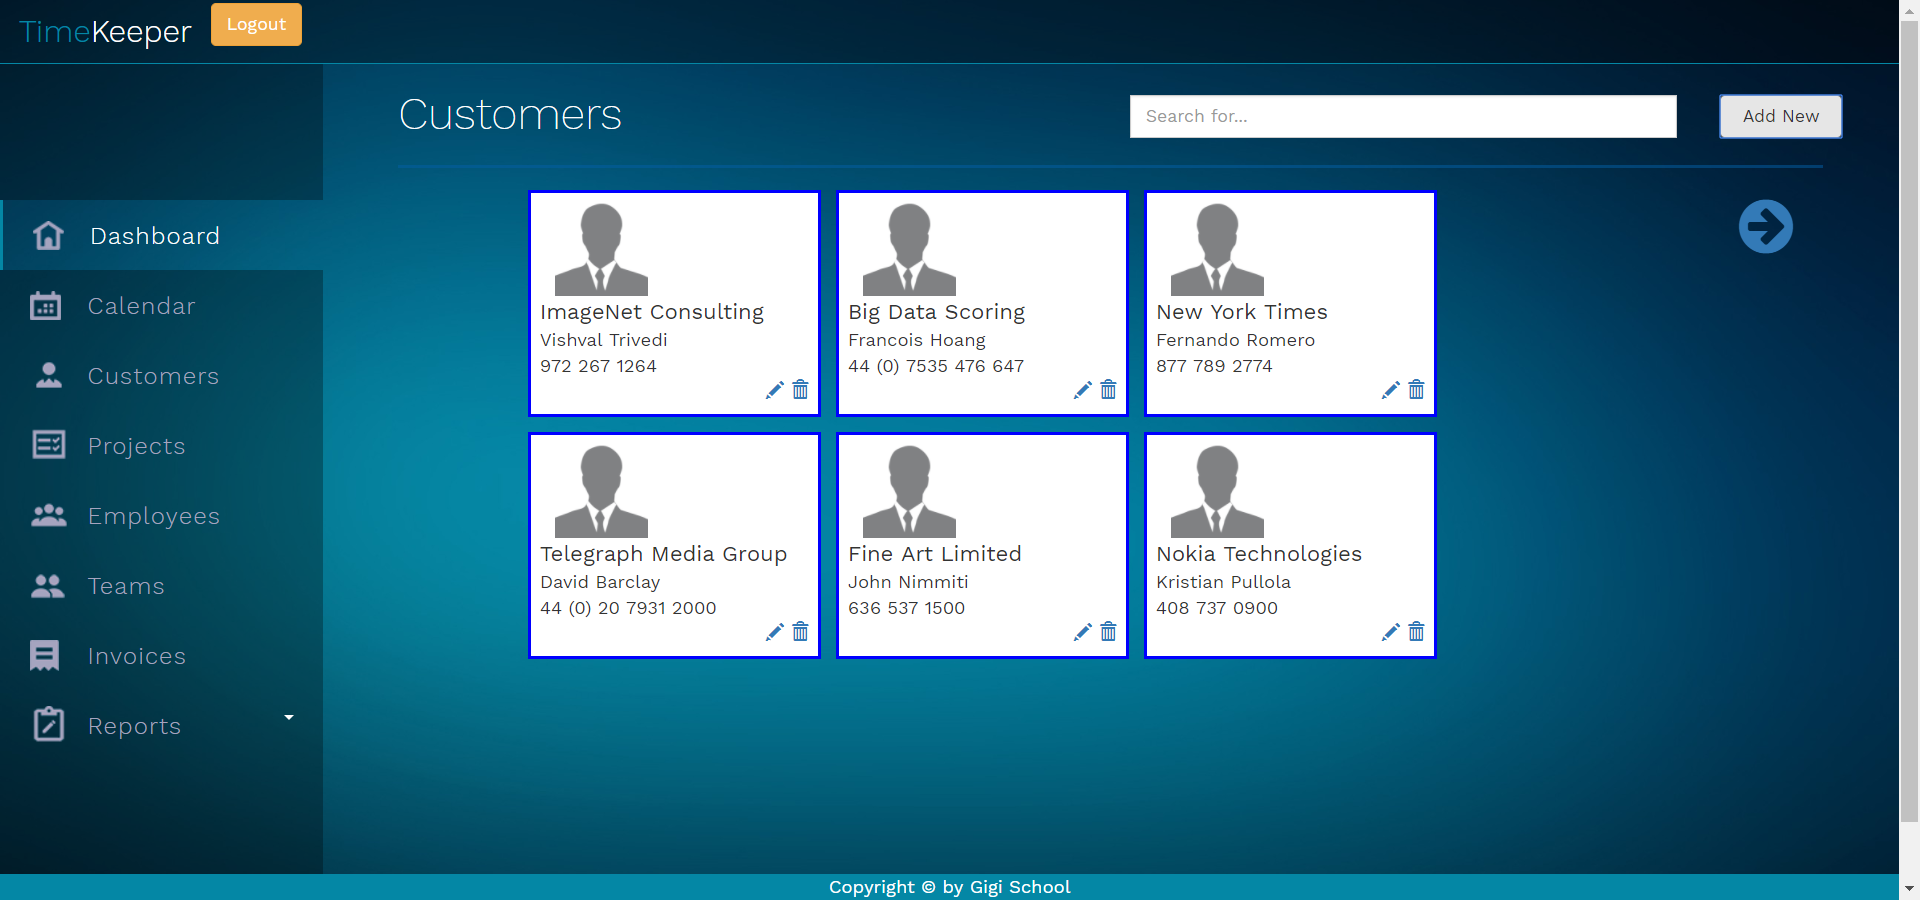 TimeKeeper
Logout
Customers
Search for...
Add New
Dashboard
Calendar
Customers
Projects
Employees
Teams
Invoices
Reports
ImageNet Consulting
Vishval Trivedi
972 267 1264
Big Data Scoring
Francois Hoang
44 (0) 7535 476 647
New York Times
Fernando Romero
877 789 2774
Telegraph Media Group
David Barclay
44 (0) 20 7931 2000
Fine Art Limited
John Nimmiti
636 537 1500
Nokia Technologies
Kristian Pullola
408 737 0900
Copyright © by Gigi School